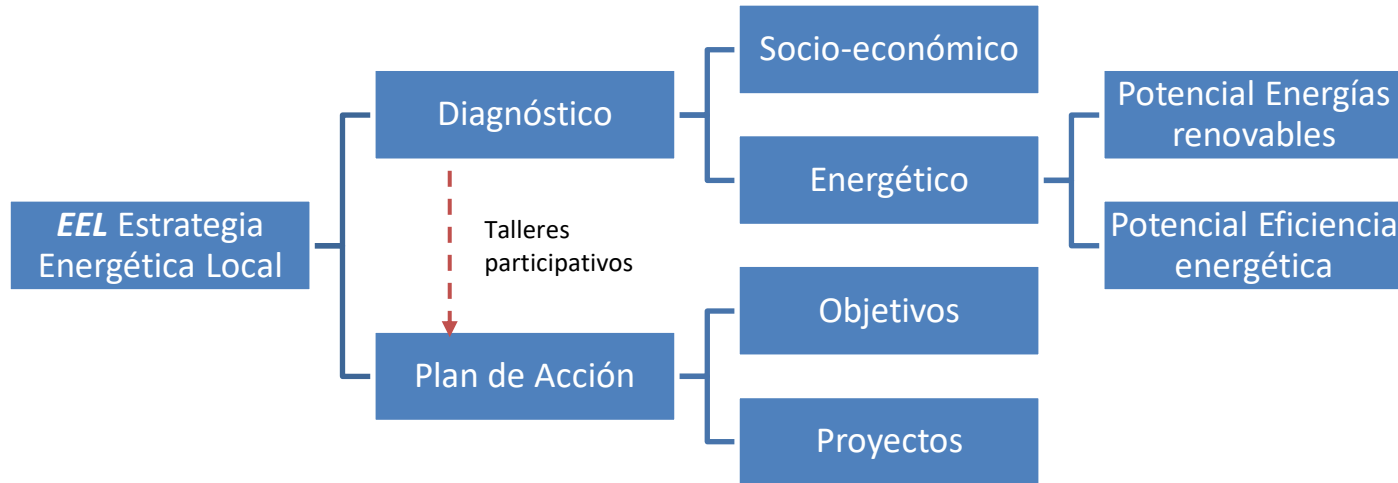 EEL Estrategia
Energética Local
Diagnóstico
Talleres
participativos
Plan de Acción
Socio-económico
Energético
Potencial Energías
renovables
Potencial Eficiencia
energética
Objetivos
Proyectos